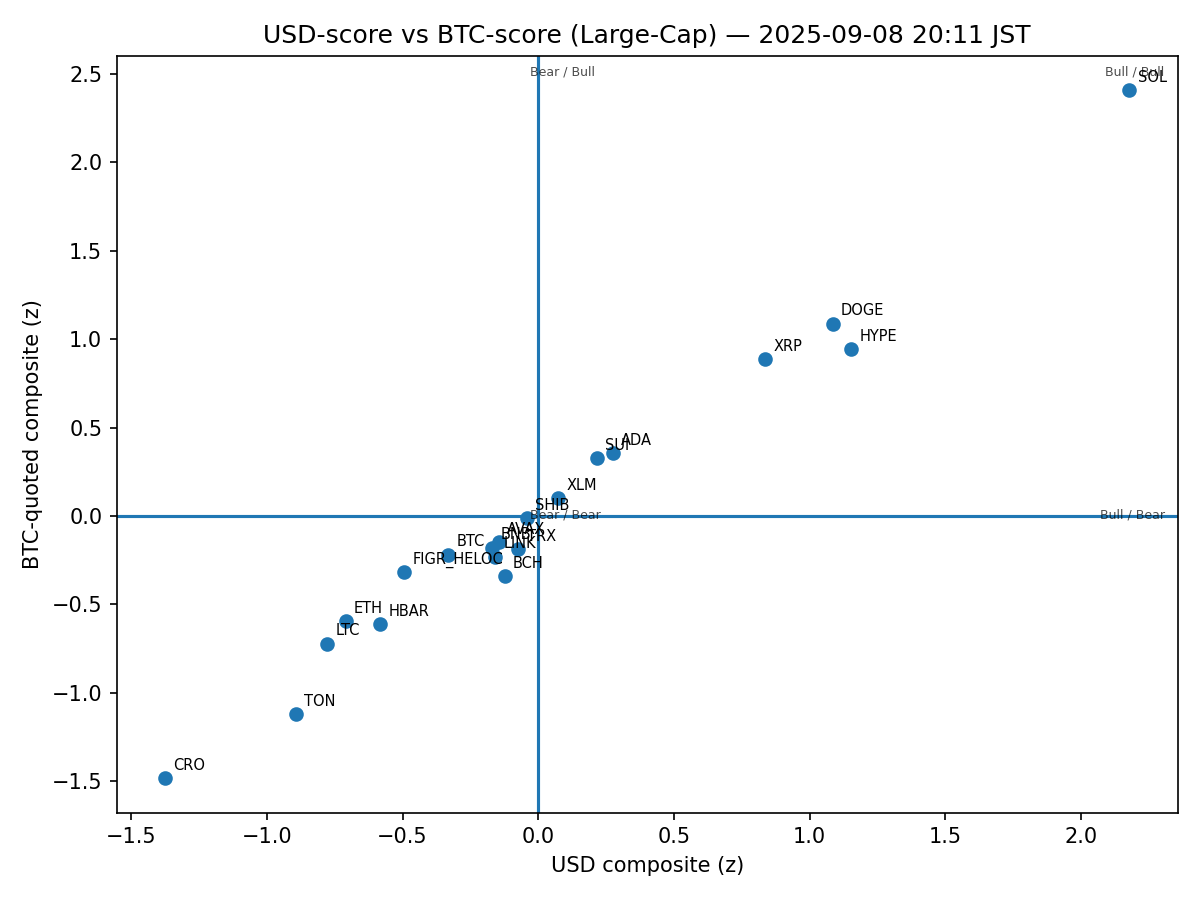 USD-score vs BTC-score (Large-Cap) — 2025-09-08 20:11 JST
Bear / Bull
Bull / Bull
SOL
DOGE
HYPE
XRP
ADA
SUI
XLM
SHIB
Bear / Bear
Bull / Bear
AVAX
BNB
TRX
BTC
LINK
FIGR_HELOC
BCH
ETH
HBAR
LTC
TON
CRO
2.5
2.0
1.5
1.0
0.5
0.0
−0.5
−1.0
−1.5
BTC-quoted composite (z)
−1.5
−1.0
−0.5
0.0
0.5
1.0
1.5
2.0
USD composite (z)